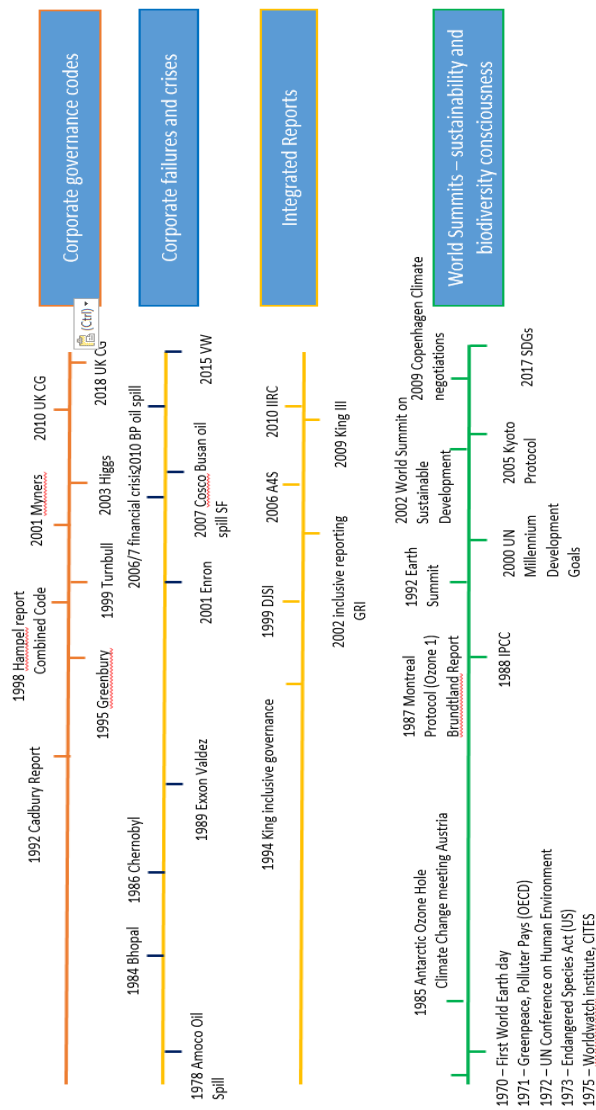 Corporate governance codes
1992 Cadbury Report
1995 Greenbury
1998 Hampel report
Combined Code
1999 Turnbull
2001 Myners
2003 Higgs
2010 UK CG
2018 UK CG
(Ctrl)
Corporate failures and crises
1978 Amoco Oil
Spill
1984 Bhopal
1986 Chernobyl
1989 Exxon Valdez
2001 Enron
2006/7 financial crisis
2007 Cosco Busan oil
spill SF
2010 BP oil spill
2015 VW
Integrated Reports
1994 King inclusive governance
1999 DJSI
2002 inclusive reporting
GRI
2006 A4S
2009 King III
2010 IIRC
World Summits – sustainability and
biodiversity consciousness
1970 – First World Earth day
1971 – Greenpeace, Polluter Pays (OECD)
1972 – UN Conference on Human Environment
1973 – Endangered Species Act (US)
1975 – Worldwatch institute, CITES
1985 Antarctic Ozone Hole
Climate Change meeting Austria
1987 Montreal
Protocol (Ozone 1)
Brundtland Report
1988 IPCC
1992 Earth
Summit
2000 UN
Millennium
Development
Goals
2002 World Summit on
Sustainable
Development
2005 Kyoto
Protocol
2009 Copenhagen Climate
negotiations
2017 SDGs